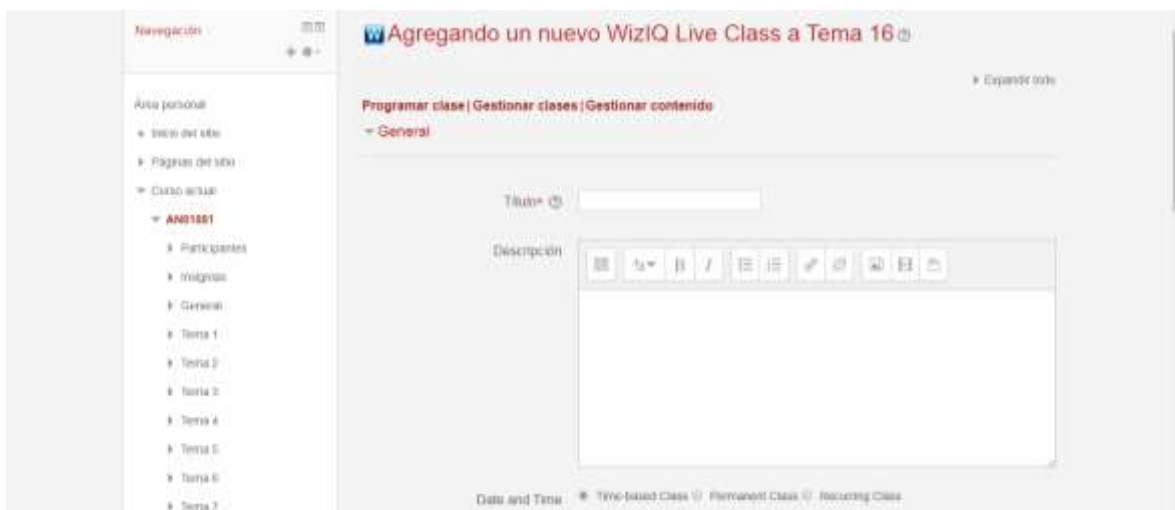 Navegación
Agregando un nuevo WizIQ Live Class a Tema 16
Expandir todo
Área personal
Inicio del sitio
Páginas del sitio
Curso actual
AN01881
Participantes
Insignias
General
Tema 1
Tema 2
Tema 3
Tema 4
Tema 5
Tema 6
Tema 7
Programar clase | Gestionar clases | Gestionar contenido
General
Título*
Descripción
B I
Date and Time Time-based Class Permanent Class Recurring Class